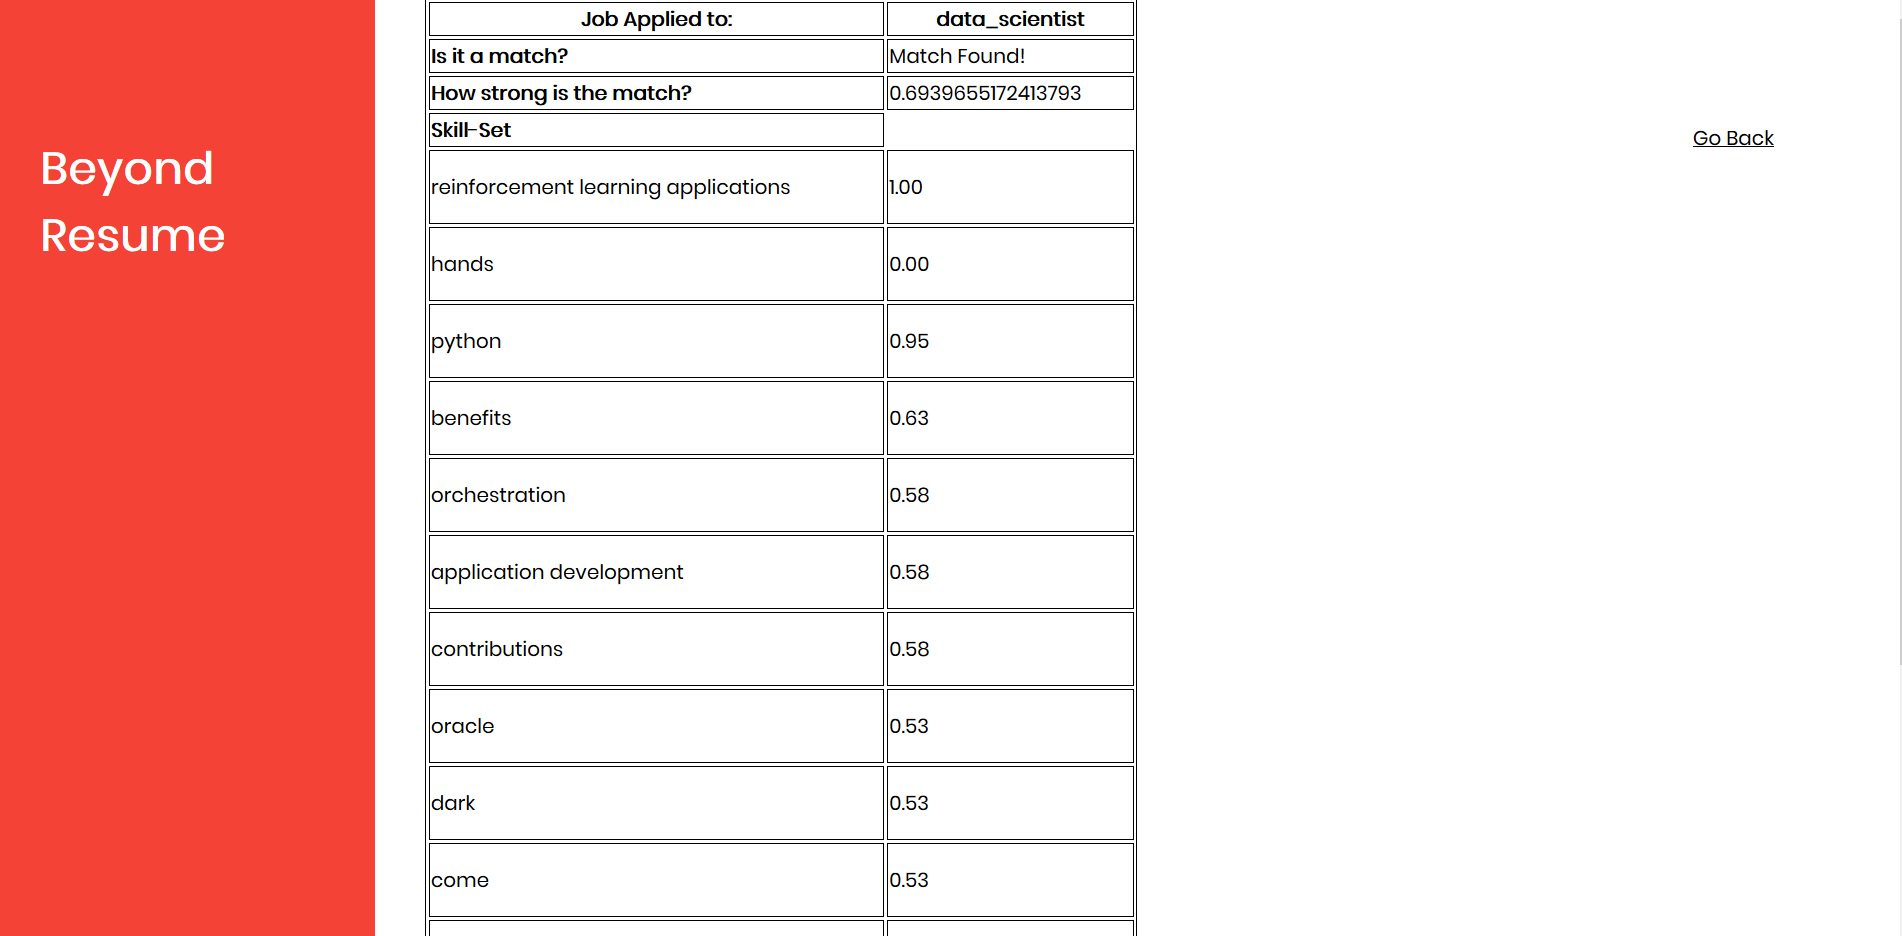 Beyond
Resume
Job Applied to: data_scientist
Is it a match? Match Found!
How strong is the match? 0.6939655172413793
Skill-Set
Go Back
reinforcement learning applications 1.00
hands 0.00
python 0.95
benefits 0.63
orchestration 0.58
application development 0.58
contributions 0.58
oracle 0.53
dark 0.53
come 0.53